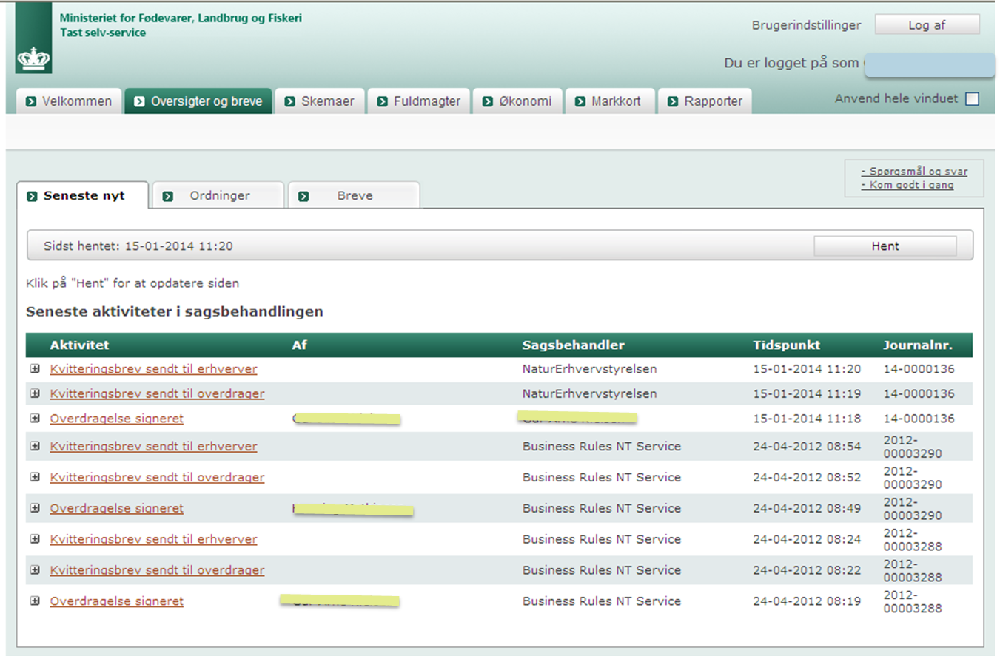 Ministeriet for Fødevarer, Landbrug og Fiskeri
Tast selv-service
Brugerindstillinger Log af
Du er logget på som
Velkommen Oversigter og breve Skemaer Fuldmagter Økonomi Markkort Rapporter Anvend hele vinduet
- Spørgsmål og svar
- Kom godt i gang
Seneste nyt Ordninger Breve
Sidst hentet: 15-01-2014 11:20 Hent
Klik på "Hent" for at opdatere siden
Seneste aktiviteter i sagsbehandlingen
Aktivitet Af Sagsbehandler Tidspunkt Journalnr.
Kvitteringsbrev sendt til erhverver NaturErhvervstyrelsen 15-01-2014 11:20 14-0000136
Kvitteringsbrev sendt til overdrager NaturErhvervstyrelsen 15-01-2014 11:19 14-0000136
Overdragelse signeret 15-01-2014 11:18 14-0000136
Kvitteringsbrev sendt til erhverver Business Rules NT Service 24-04-2012 08:54 2012-
00003290
Kvitteringsbrev sendt til overdrager Business Rules NT Service 24-04-2012 08:52 2012-
00003290
Overdragelse signeret Business Rules NT Service 24-04-2012 08:49 2012-
00003290
Kvitteringsbrev sendt til erhverver Business Rules NT Service 24-04-2012 08:24 2012-
00003288
Kvitteringsbrev sendt til overdrager Business Rules NT Service 24-04-2012 08:22 2012-
00003288
Overdragelse signeret Business Rules NT Service 24-04-2012 08:19 2012-
00003288